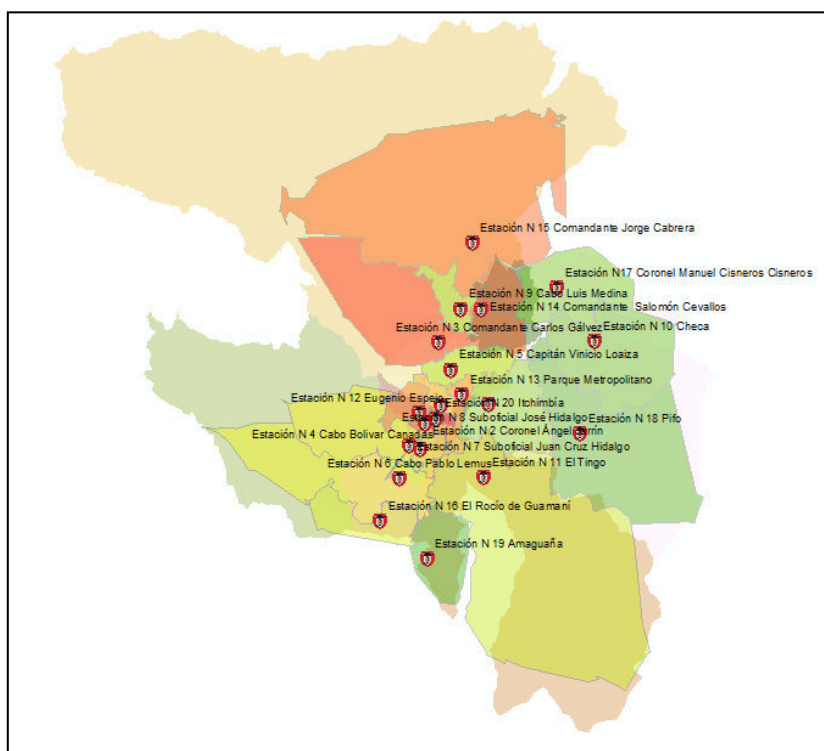 Estación N 15 Comandante Jorge Cabrera
Estación N17 Coronel Manuel Cisneros Cisneros
Estación N 9 Cabo Luis Medina
Estación N 14 Comandante Salomón Cevallos
Estación N 3 Comandante Carlos Gálvez
Estación N 10 Checa
Estación N 5 Capitán Vinicio Loaiza
Estación N 13 Parque Metropolitano
Estación N 12 Eugenio Espejo
Estación N 20 Itchimbía
Estación N 8 Suboficial José Hidalgo
Estación N 18 Pifo
Estación N 2 Coronel Ángel
Estación N 4 Cabo Bolivar Canadas
Estación N 7 Suboficial Juan Cruz Hidalgo
Estación N 6 Cabo Pablo Lemus
Estación N 11 El Tingo
Estación N 16 El Rocío de Guamaní
Estación N 19 Amaguaña